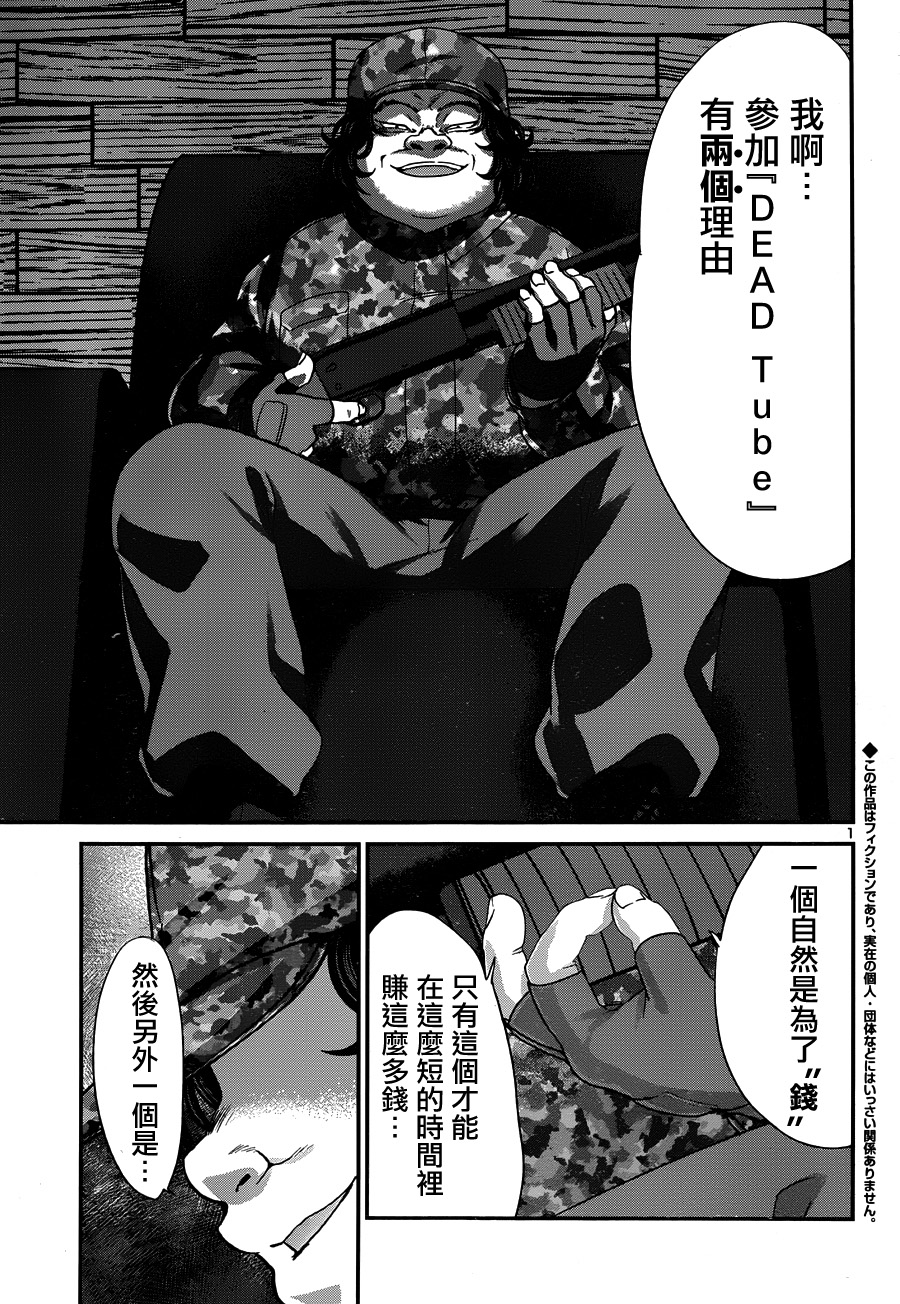 我啊…
參加『DEAD Tube』
有兩個理由
1
◆この作品はフィクションであり、実在の個人・団体などにはいっさい関係ありません。
一個自然是為了”錢”
只有這個才能
在這麼短的時間裡
賺這麼多錢…
然後另外一個是…